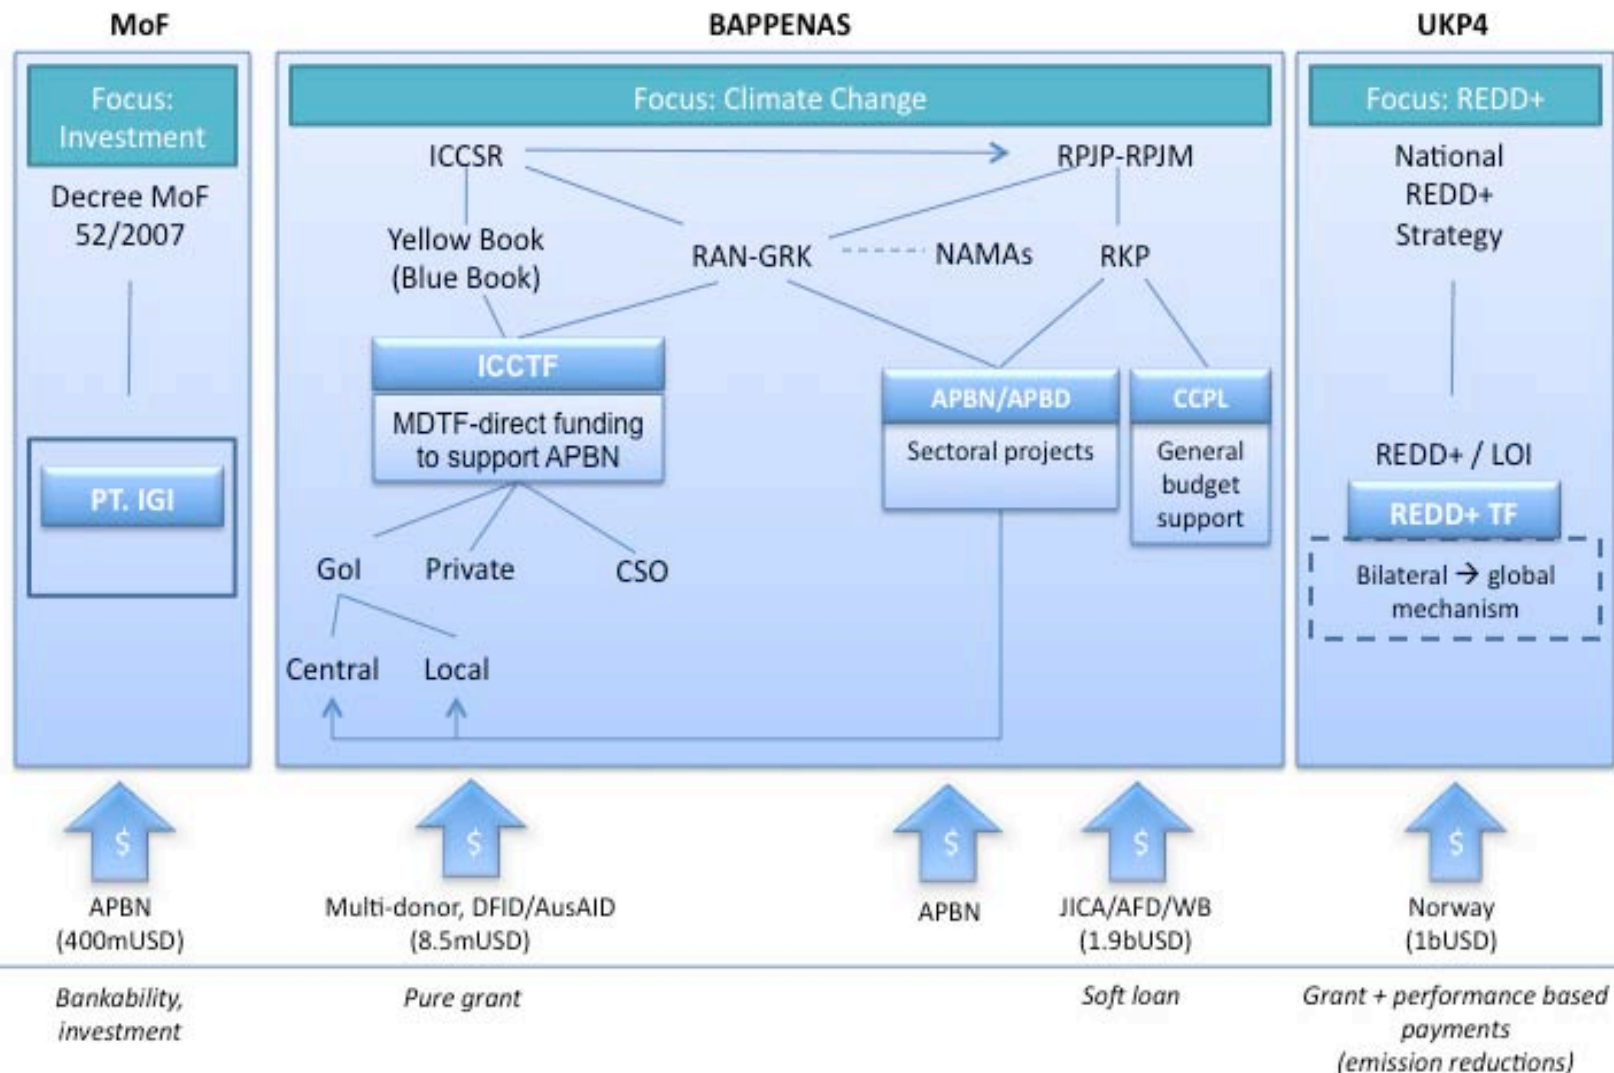 MoF
BAPPENAS
UKP4
Focus:
Investment
Decree MoF
52/2007
PT. IGI
Focus: Climate Change
ICCSR
RPJP-RPJM
Yellow Book
(Blue Book)
RAN-GRK
NAMAs
RKP
ICCTF
MDTF-direct funding
to support APBN
APBN/APBD
Sectoral projects
CCPL
General
budget
support
GoI
Private
CSO
Central
Local
Focus: REDD+
National
REDD+
Strategy
REDD+ / LOI
REDD+ TF
Bilateral → global
mechanism
$
$
$
$
$
APBN
(400mUSD)
Multi-donor, DFID/AusAID
(8.5mUSD)
APBN
JICA/AFD/WB
(1.9bUSD)
Norway
(1bUSD)
Bankability,
investment
Pure grant
Soft loan
Grant + performance based
payments
(emission reductions)